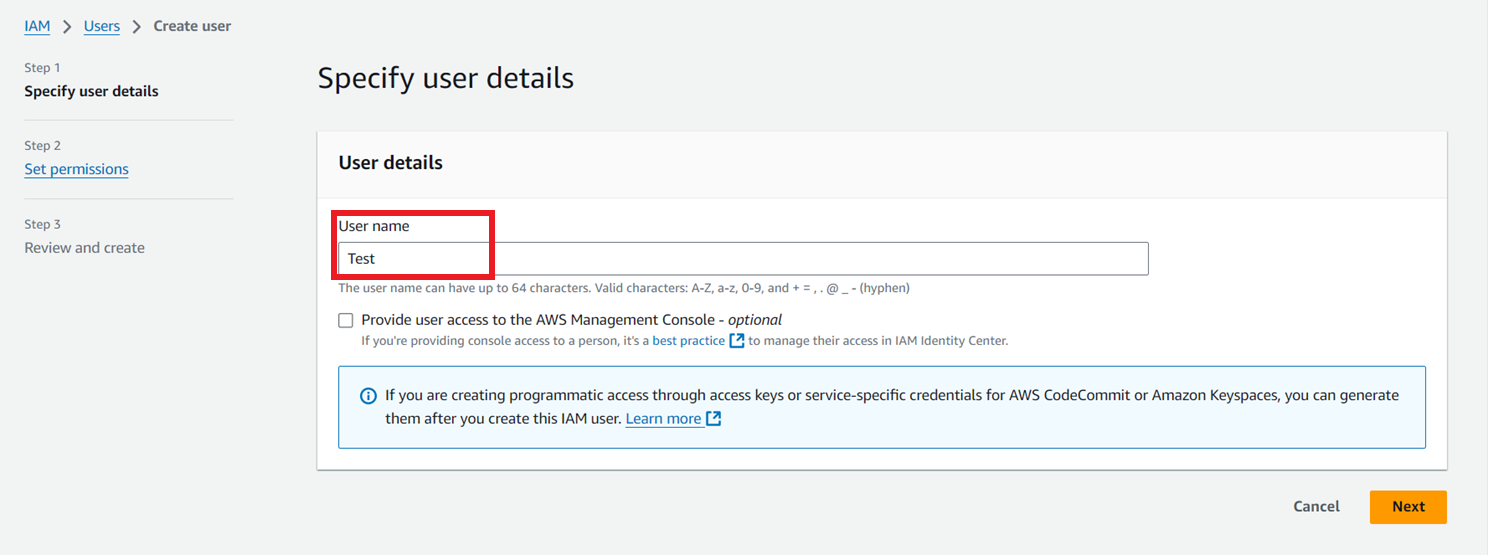 IAM > Users > Create user
Step 1
Specify user details
Step 2
Set permissions
Step 3
Review and create
Specify user details
User details
User name
Test
The user name can have up to 64 characters. Valid characters: A-Z, a-z, 0-9, and + = , . @ _ - (hyphen)
Provide user access to the AWS Management Console - optional
If you're providing console access to a person, it's a best practice to manage their access in IAM Identity Center.
If you are creating programmatic access through access keys or service-specific credentials for AWS CodeCommit or Amazon Keyspaces, you can generate
them after you create this IAM user. Learn more
Cancel
Next